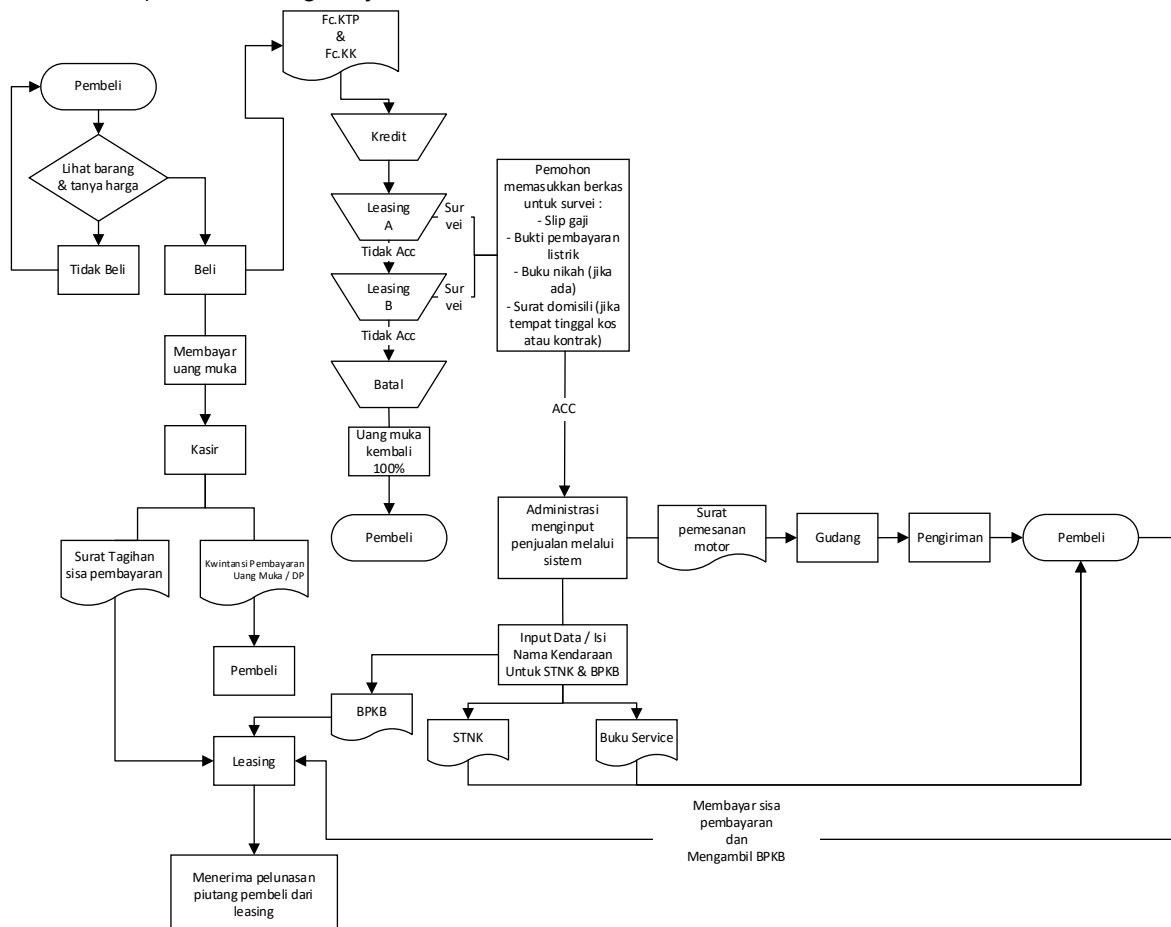 Fc.KTP
&
Fc.KK
Pembeli
Lihat barang
& tanya harga
Tidak Beli
Beli
Membayar
uang muka
Kasir
Surat Tagihan
sisa pembayaran
Kwintansi Pembayaran
Uang Muka / DP
Pembeli
Kredit
Leasing
A
Sur
vei
Tidak Acc
Leasing
B
Sur
vei
Tidak Acc
Batal
Uang muka
kembali
100%
Pembeli
Pemohon
memasukkan berkas
untuk survei :
- Slip gaji
- Bukti pembayaran
listrik
- Buku nikah (jika
ada)
- Surat domisili (jika
tempat tinggal kos
atau kontrak)
ACC
Administrasi
menginput
penjualan melalui
sistem
Surat
pemesanan
motor
Gudang
Pengiriman
Pembeli
Input Data / Isi
Nama Kendaraan
Untuk STNK & BPKB
BPKB
STNK
Buku Service
Leasing
Membayar sisa
pembayaran
dan
Mengambil BPKB
Menerima pelunasan
piutang pembeli dari
leasing